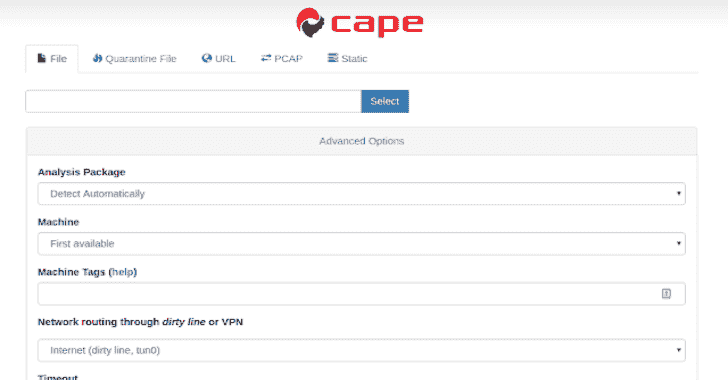 cape
File Quarantine File URL PCAP Static
Select
Advanced Options
Analysis Package
Detect Automatically
Machine
First available
Machine Tags (help)
Network routing through dirty line or VPN
Internet (dirty line, tun0)
Timeout